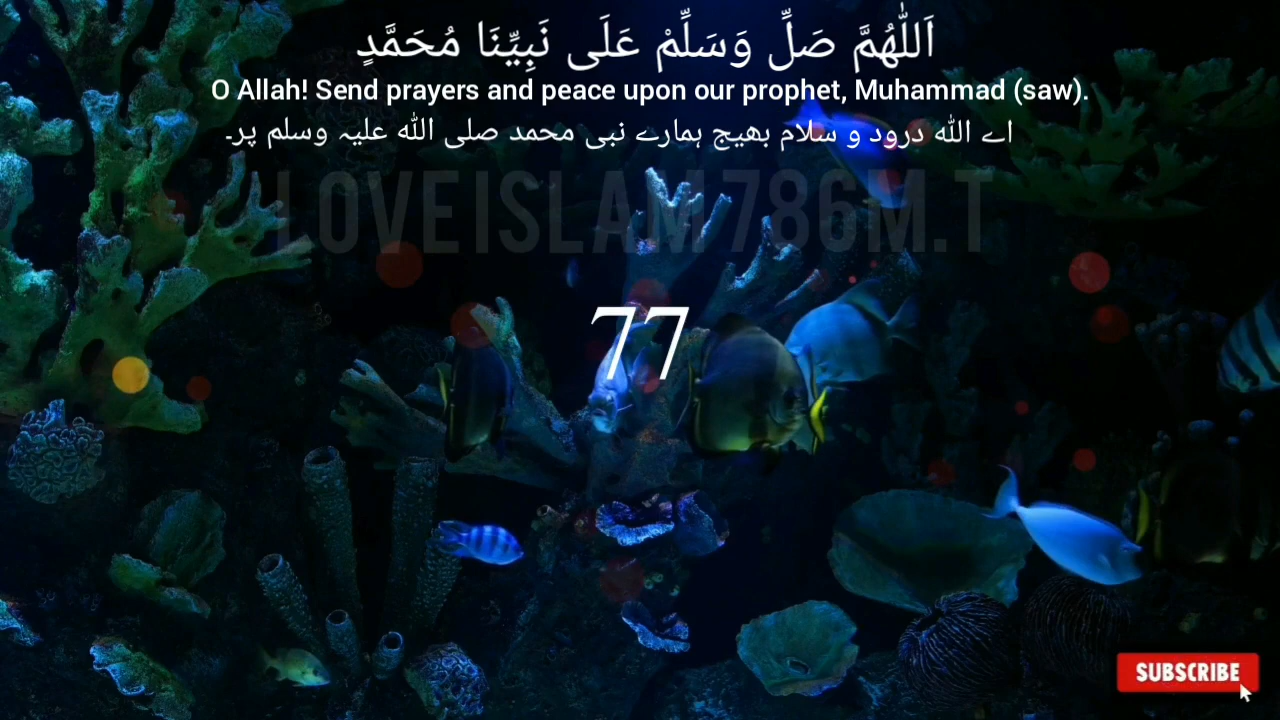 اَللّٰهُمَّ صَلِّ وَسَلِّمْ عَلَى نَبِيِّنَا مُحَمَّدٍ
O Allah! Send prayers and peace upon our prophet, Muhammad (saw).
اے اللہ درود و سلام بھیج ہمارے نبی محمد صلی اللہ علیہ وسلم پر۔
ILOVEISLAM786M.T
77
SUBSCRIBE